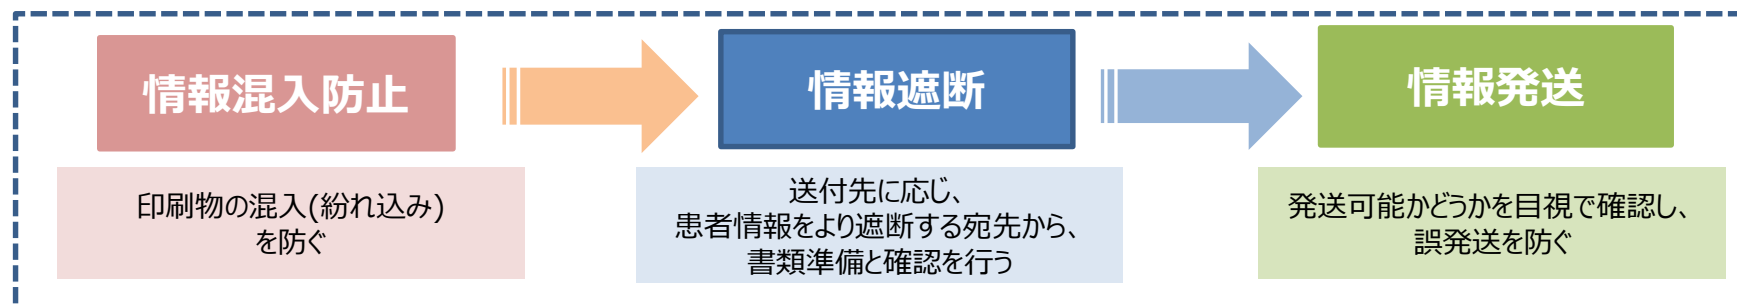 情報混入防止
印刷物の混入(紛れ込み)
を防ぐ
情報遮断
送付先に応じ、
患者情報をより遮断する宛先から、
書類準備と確認を行う
情報発送
発送可能かどうかを目視で確認し、
誤発送を防ぐ